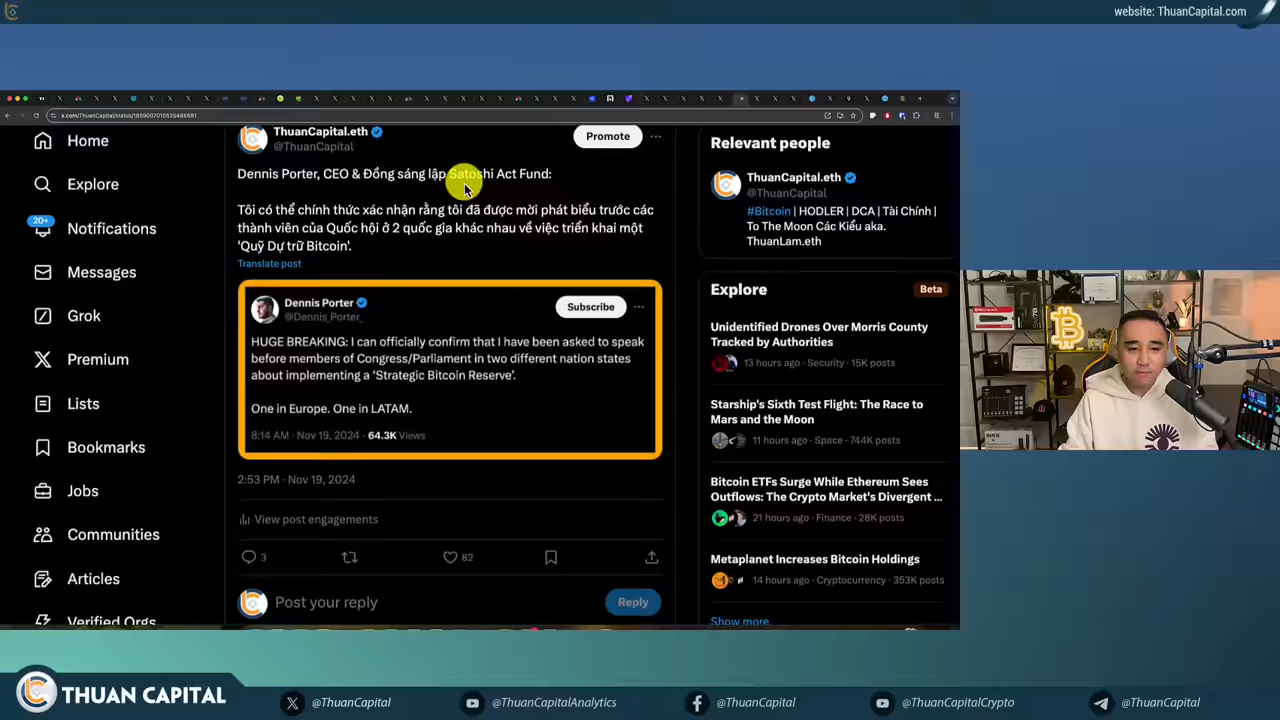 website: ThuanCapital.com
Home
Explore
20+
Notifications
Messages
Grok
Premium
Lists
Bookmarks
Jobs
Communities
Articles
Verified Orgs
ThuanCapital.eth
@ThuanCapital
Promote
Dennis Porter, CEO & Đồng sáng lập Satoshi Act Fund:
Tôi có thể chính thức xác nhận rằng tôi đã được mời phát biểu trước các
thành viên của Quốc hội ở 2 quốc gia khác nhau về việc triển khai một
'Quỹ Dự trữ Bitcoin'.
Translate post
Dennis Porter
@Dennis_Porter_
Subscribe
HUGE BREAKING: I can officially confirm that I have been asked to speak
before members of Congress/Parliament in two different nation states
about implementing a ‘Strategic Bitcoin Reserve’.
One in Europe. One in LATAM.
8:14 AM · Nov 19, 2024 · 64.3K Views
2:53 PM · Nov 19, 2024
View post engagements
3
82
Post your reply
Reply
Relevant people
ThuanCapital.eth
@ThuanCapital
#Bitcoin | HODLER | DCA | Tài Chính |
To The Moon Các Kiểu aka.
ThuanLam.eth
Explore
Beta
Unidentified Drones Over Morris County
Tracked by Authorities
13 hours ago · Security · 15K posts
Starship's Sixth Test Flight: The Race to
Mars and the Moon
11 hours ago · Space · 744K posts
Bitcoin ETFs Surge While Ethereum Sees
Outflows: The Crypto Market's Divergent ...
21 hours ago · Finance · 28K posts
Metaplanet Increases Bitcoin Holdings
14 hours ago · Cryptocurrency · 353K posts
Show more
THUAN CAPITAL
@ThuanCapital
@ThuanCapitalAnalytics
@ThuanCapital
@ThuanCapitalCrypto
@ThuanCapital